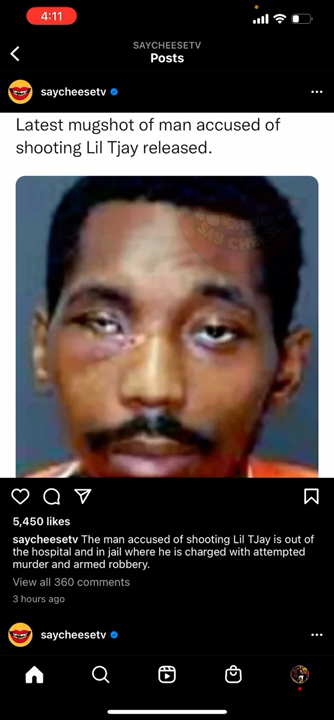 4:11
SAYCHEESETV
Posts
saycheesetv
Latest mugshot of man accused of
shooting Lil Tjay released.
5,450 likes
saycheesetv The man accused of shooting Lil TJay is out of
the hospital and in jail where he is charged with attempted
murder and armed robbery.
View all 360 comments
3 hours ago
saycheesetv